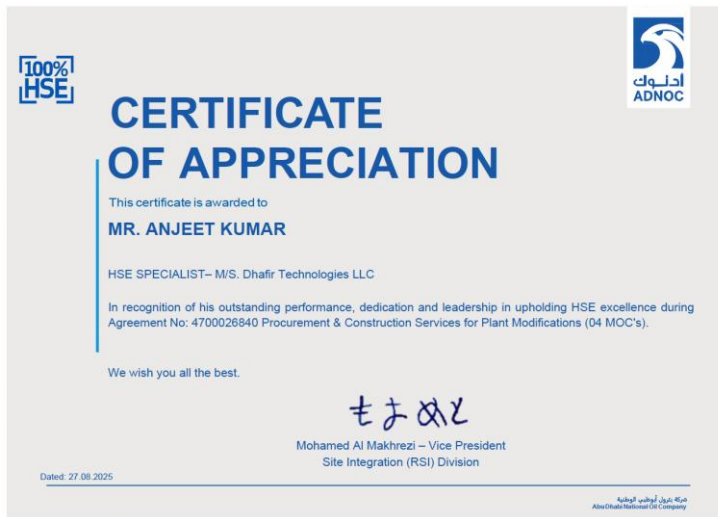 100%
HSE
أدنوك
ADNOC
CERTIFICATE
OF APPRECIATION
This certificate is awarded to
MR. ANJEET KUMAR
HSE SPECIALIST– M/S. Dhafir Technologies LLC
In recognition of his outstanding performance, dedication and leadership in upholding HSE excellence during
Agreement No: 4700026840 Procurement & Construction Services for Plant Modifications (04 MOC's).
We wish you all the best.
Mohamed Al Makhrezi – Vice President
Site Integration (RSI) Division
Dated: 27.08.2025
شركة بترول أبوظبي الوطنية
Abu Dhabi National Oil Company